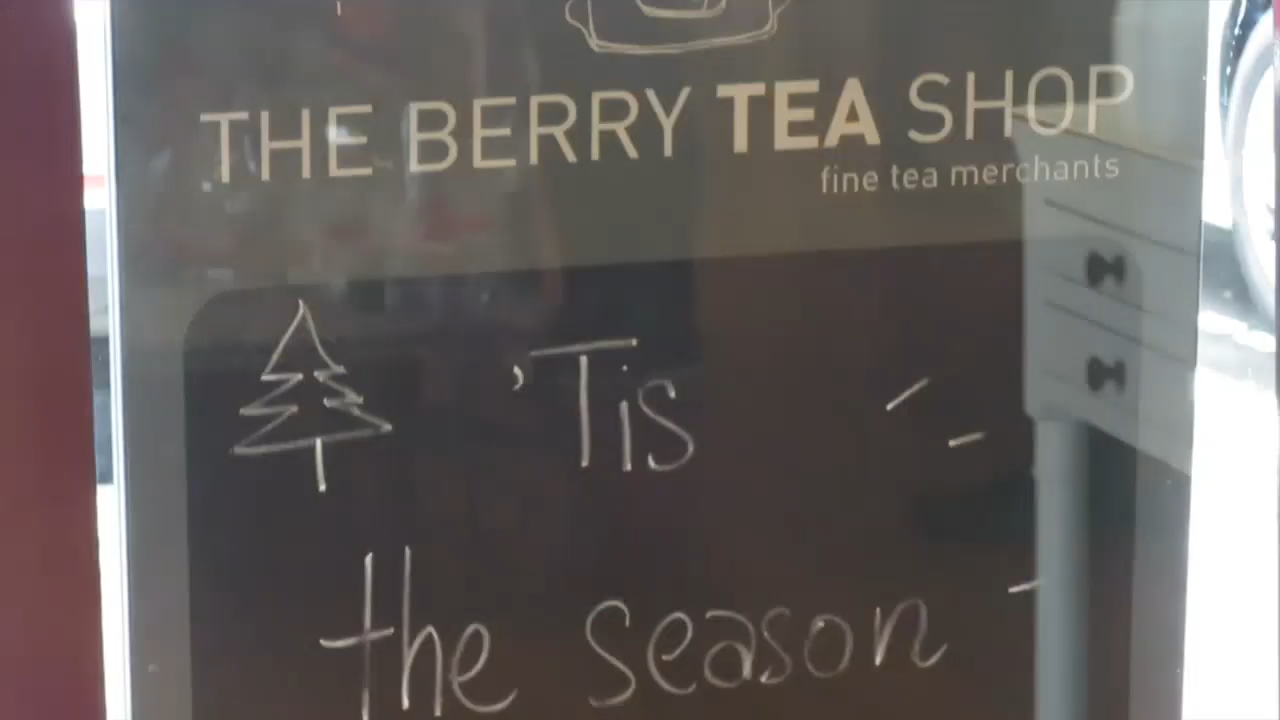 THE BERRY TEA SHOP
fine tea merchants
'Tis
the season